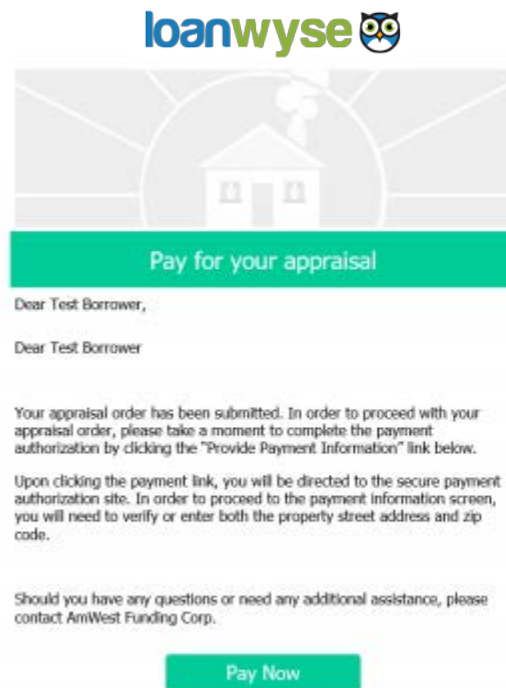 loanwyse
Pay for your appraisal
Dear Test Borrower,
Dear Test Borrower
Your appraisal order has been submitted. In order to proceed with your
appraisal order, please take a moment to complete the payment
authorization by clicking the "Provide Payment Information" link below.
Upon clicking the payment link, you will be directed to the secure payment
authorization site. In order to proceed to the payment information screen,
you will need to verify or enter both the property street address and zip
code.
Should you have any questions or need any additional assistance, please
contact AmWest Funding Corp.
Pay Now